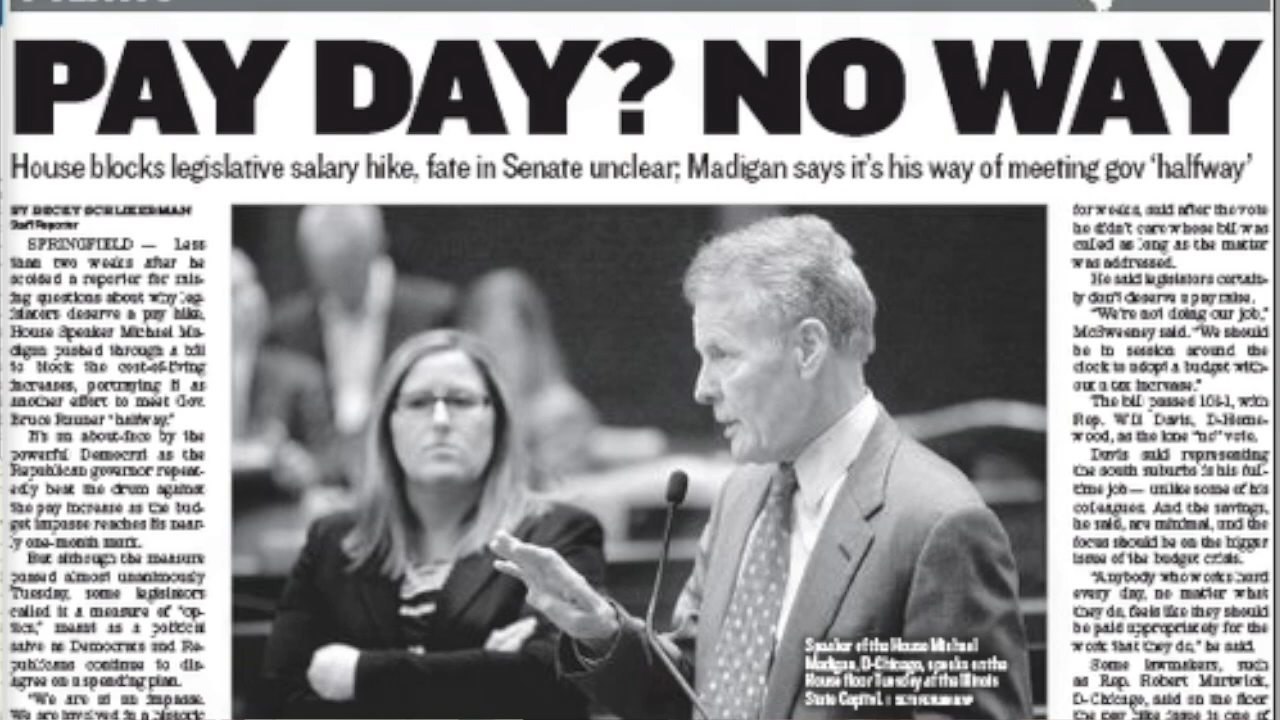 PAY DAY? NO WAY
House blocks legislative salary hike, fate in Senate unclear; Madigan says it's his way of meeting gov 'halfway'
BY BECKY SCHLIKERMAN
Staff Reporter
SPRINGFIELD — Less
than two weeks after he
scolded a reporter for rais-
ing questions about why leg-
islators deserve a pay hike,
House Speaker Michael Ma-
digan pushed through a bill
to block the cost-of-living
increases, portraying it as
another effort to meet Gov.
Bruce Rauner "halfway."
It's an about-face by the
powerful Democrat as the
Republican governor repeat-
edly beat the drum against
the pay increase as the bud-
get impasse reaches its near-
ly one-month mark.
But although the measure
passed almost unanimously
Tuesday, some legislators
called it a measure of "op-
tics," meant as a political
salve as Democrats and Re-
publicans continue to dis-
agree on a spending plan.
"We are at an impasse.
We are involved in a historic
Speaker of the House Michael
Madigan, D-Chicago, speaks on the
House floor Tuesday at the Illinois
State Capitol.
for weeks, said after the vote
he didn't care whose bill was
called as long as the matter
was addressed.
He said legislators certain-
ly don't deserve a pay raise.
"We're not doing our job,"
McSweeney said. "We should
be in session around the
clock to adopt a budget with-
out a tax increase."
The bill passed 101-1, with
Rep. Will Davis, D-Home-
wood, as the lone "no" vote.
Davis said representing
the south suburbs is his full-
time job — unlike some of his
colleagues. And the savings,
he said, are minimal, and the
focus should be on the bigger
issue of the budget crisis.
"Anybody who works hard
every day, no matter what
they do, feels like they should
be paid appropriately for the
work that they do," he said.
Some lawmakers, such
as Rep. Robert Martwick,
D-Chicago, said on the floor
the pay hike issue is one of